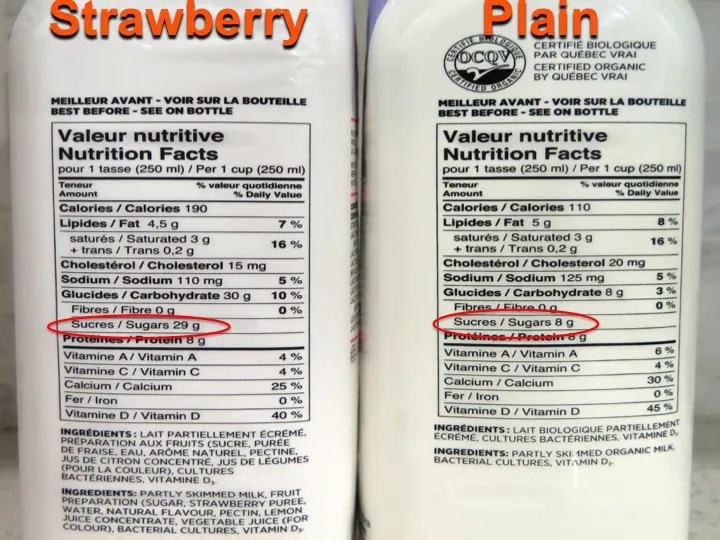 Strawberry
MEILLEUR AVANT - VOIR SUR LA BOUTEILLE
BEST BEFORE - SEE ON BOTTLE
Valeur nutritive
Nutrition Facts
pour 1 tasse (250 ml) / Per 1 cup (250 ml)
Teneur % valeur quotidienne
Amount % Daily Value
Calories / Calories 190
Lipides / Fat 4,5 g 7 %
saturés / Saturated 3 g
+ trans / Trans 0,2 g 16 %
Cholestérol / Cholesterol 15 mg
Sodium / Sodium 110 mg 5 %
Glucides / Carbohydrate 30 g 10 %
Fibres / Fibre 0 g 0 %
Sucres / Sugars 29 g
Protéines / Protein 8 g
Vitamine A / Vitamin A 4 %
Vitamine C / Vitamin C 4 %
Calcium / Calcium 25 %
Fer / Iron 0 %
Vitamine D / Vitamin D 40 %
INGRÉDIENTS : LAIT PARTIELLEMENT ÉCRÉMÉ,
PRÉPARATION AUX FRUITS (SUCRE, PURÉE
DE FRAISE, EAU, ARÔME NATUREL, PECTINE,
JUS DE CITRON CONCENTRÉ, JUS DE LÉGUMES
(POUR LA COULEUR), CULTURES
BACTÉRIENNES, VITAMINE D₃.
INGREDIENTS: PARTLY SKIMMED MILK, FRUIT
PREPARATION (SUGAR, STRAWBERRY PUREE,
WATER, NATURAL FLAVOUR, PECTIN, LEMON
JUICE CONCENTRATE, VEGETABLE JUICE (FOR
COLOUR), BACTERIAL CULTURES, VITAMIN D₃.
Plain
CERTIFIÉ BIOLOGIQUE
OCQV
CERTIFIED ORGANIC
CERTIFIÉ BIOLOGIQUE
PAR QUÉBEC VRAI
CERTIFIED ORGANIC
BY QUÉBEC VRAI
MEILLEUR AVANT - VOIR SUR LA BOUTEILLE
BEST BEFORE - SEE ON BOTTLE
Valeur nutritive
Nutrition Facts
pour 1 tasse (250 ml) / Per 1 cup (250 ml)
Teneur % valeur quotidienne
Amount % Daily Value
Calories / Calories 110
Lipides / Fat 5 g 8 %
saturés / Saturated 3 g
+ trans / Trans 0,2 g 16 %
Cholestérol / Cholesterol 20 mg
Sodium / Sodium 125 mg 5 %
Glucides / Carbohydrate 8 g 3 %
Fibres / Fibre 0 g 0 %
Sucres / Sugars 8 g
Protéines / Protein 8 g
Vitamine A / Vitamin A 6 %
Vitamine C / Vitamin C 4 %
Calcium / Calcium 30 %
Fer / Iron 0 %
Vitamine D / Vitamin D 45 %
INGRÉDIENTS : LAIT BIOLOGIQUE PARTIELLEMENT
ÉCRÉMÉ, CULTURES BACTÉRIENNES, VITAMINE D₃.
INGREDIENTS: PARTLY SKIMMED ORGANIC MILK,
BACTERIAL CULTURES, VITAMIN D₃.